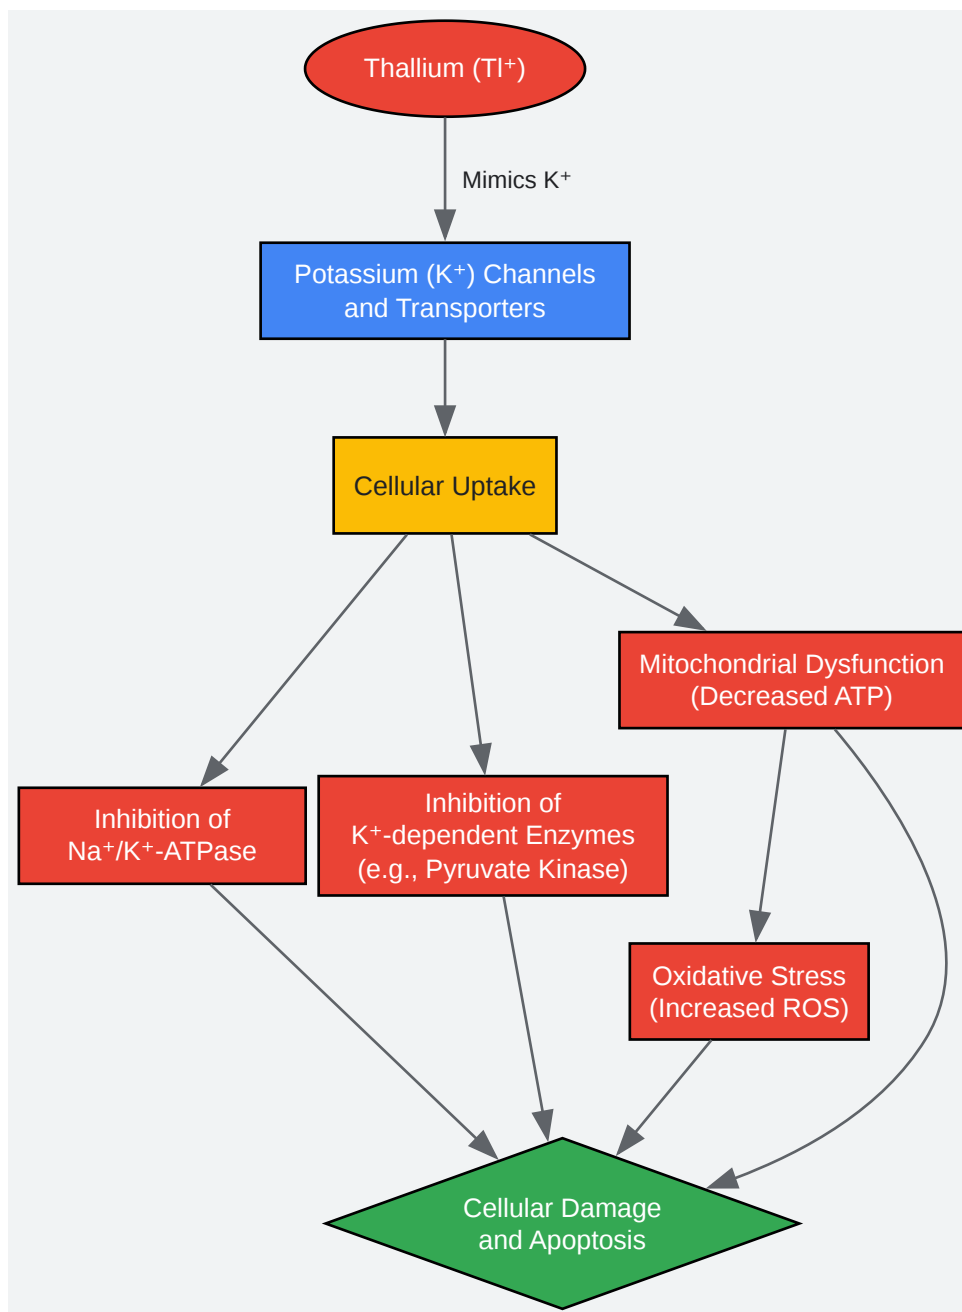 Thallium (Tl⁺)
Mimics K⁺
Potassium (K⁺) Channels
and Transporters
Cellular Uptake
Mitochondrial Dysfunction
(Decreased ATP)
Inhibition of
Na⁺/K⁺-ATPase
Inhibition of
K⁺-dependent Enzymes
(e.g., Pyruvate Kinase)
Oxidative Stress
(Increased ROS)
Cellular Damage
and Apoptosis